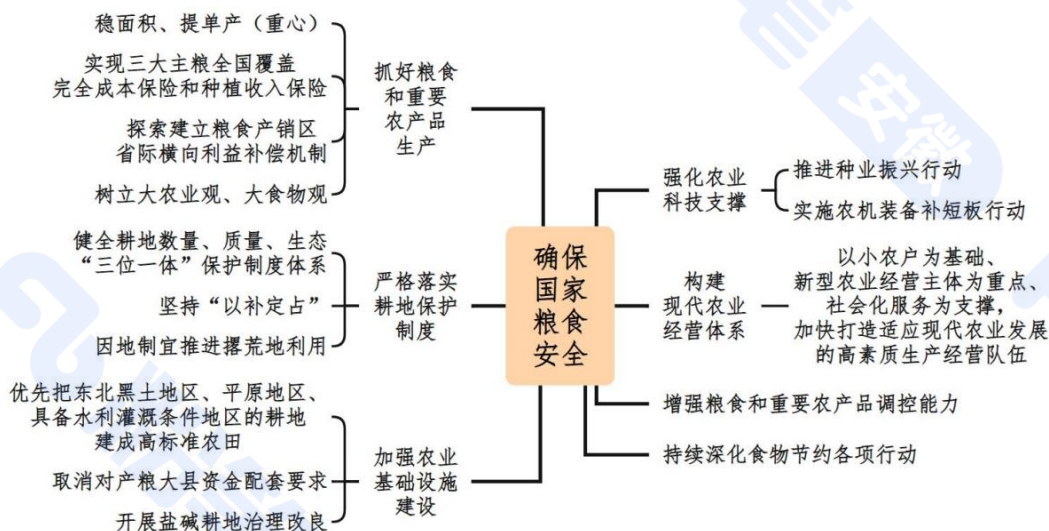 稳面积、提单产（重心）
实现三大主粮全国覆盖
完全成本保险和种植收入保险
探索建立粮食产销区
省际横向利益补偿机制
树立大农业观、大食物观
抓好粮食
和重要
农产品
生产
健全耕地数量、质量、生态
“三位一体”保护制度体系
坚持“以补定占”
因地制宜推进撂荒地利用
严格落实
耕地保护
制度
优先把东北黑土地区、平原地区、
具备水利灌溉条件地区的耕地
建成高标准农田
取消对产粮大县资金配套要求
开展盐碱耕地治理改良
加强农业
基础设施
建设
确保
国家
粮食
安全
强化农业
科技支撑
推进种业振兴行动
实施农机装备补短板行动
构建
现代农业
经营体系
以小农户为基础、
新型农业经营主体为重点、
社会化服务为支撑，
加快打造适应现代农业发展
的高素质生产经营队伍
增强粮食和重要农产品调控能力
持续深化食物节约各项行动
安徽